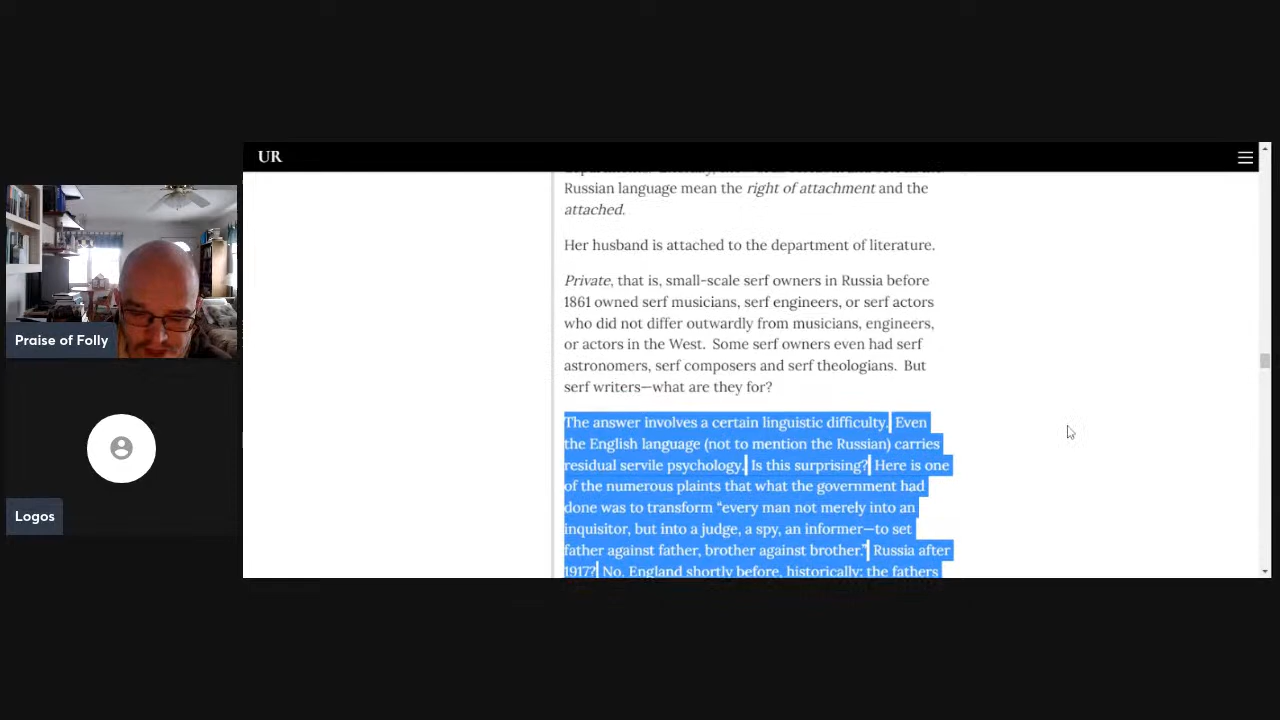 UR
Russian language mean the right of attachment and the
attached.
Her husband is attached to the department of literature.
Private, that is, small-scale serf owners in Russia before
1861 owned serf musicians, serf engineers, or serf actors
who did not differ outwardly from musicians, engineers,
or actors in the West. Some serf owners even had serf
astronomers, serf composers and serf theologians. But
serf writers—what are they for?
The answer involves a certain linguistic difficulty. Even
the English language (not to mention the Russian) carries
residual servile psychology. Is this surprising? Here is one
of the numerous plaints that what the government had
done was to transform “every man not merely into an
inquisitor, but into a judge, a spy, an informer—to set
father against father, brother against brother.” Russia after
1917? No. England shortly before, historically: the fathers
Praise of Folly
Logos